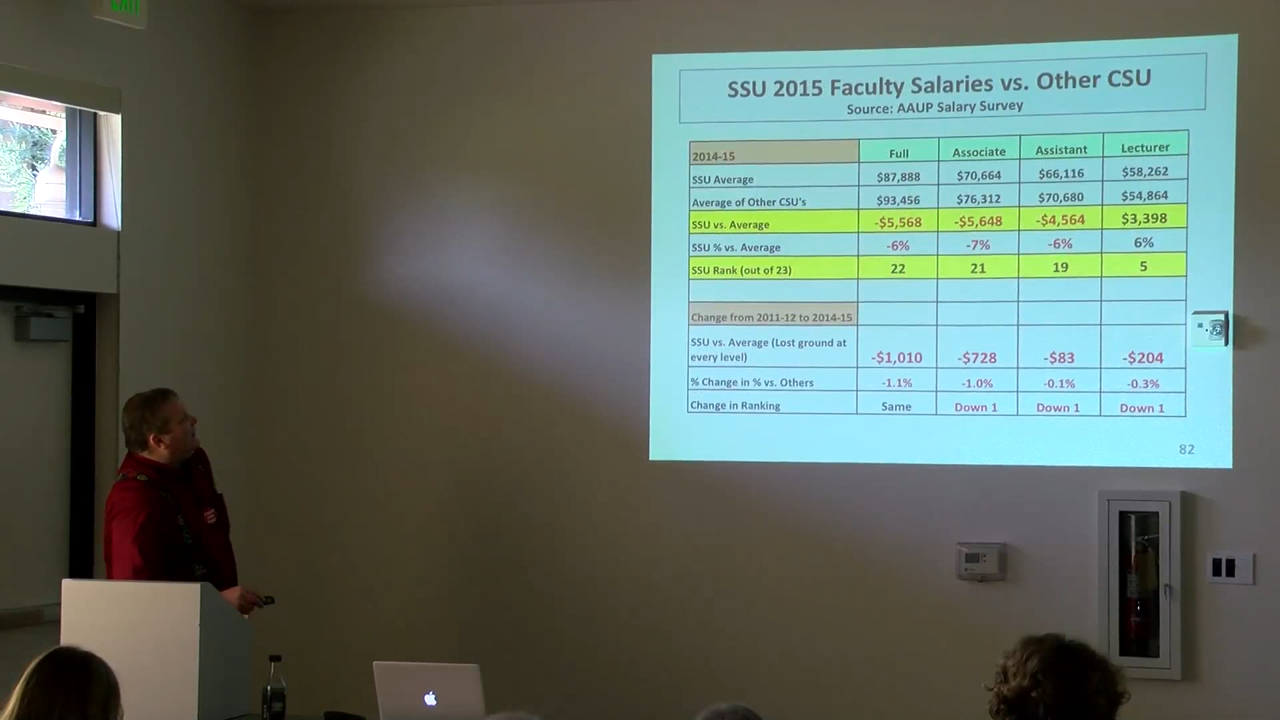 EXIT
SSU 2015 Faculty Salaries vs. Other CSU
Source: AAUP Salary Survey
2014-15 Full Associate Assistant Lecturer
SSU Average $87,888 $70,664 $66,116 $58,262
Average of Other CSU's $93,456 $76,312 $70,680 $54,864
SSU vs. Average -$5,568 -$5,648 -$4,564 $3,398
SSU % vs. Average -6% -7% -6% 6%
SSU Rank (out of 23) 22 21 19 5
Change from 2011-12 to 2014-15
SSU vs. Average (Lost ground at
every level) -$1,010 -$728 -$83 -$204
% Change in % vs. Others -1.1% -1.0% -0.1% -0.3%
Change in Ranking Same Down 1 Down 1 Down 1
82